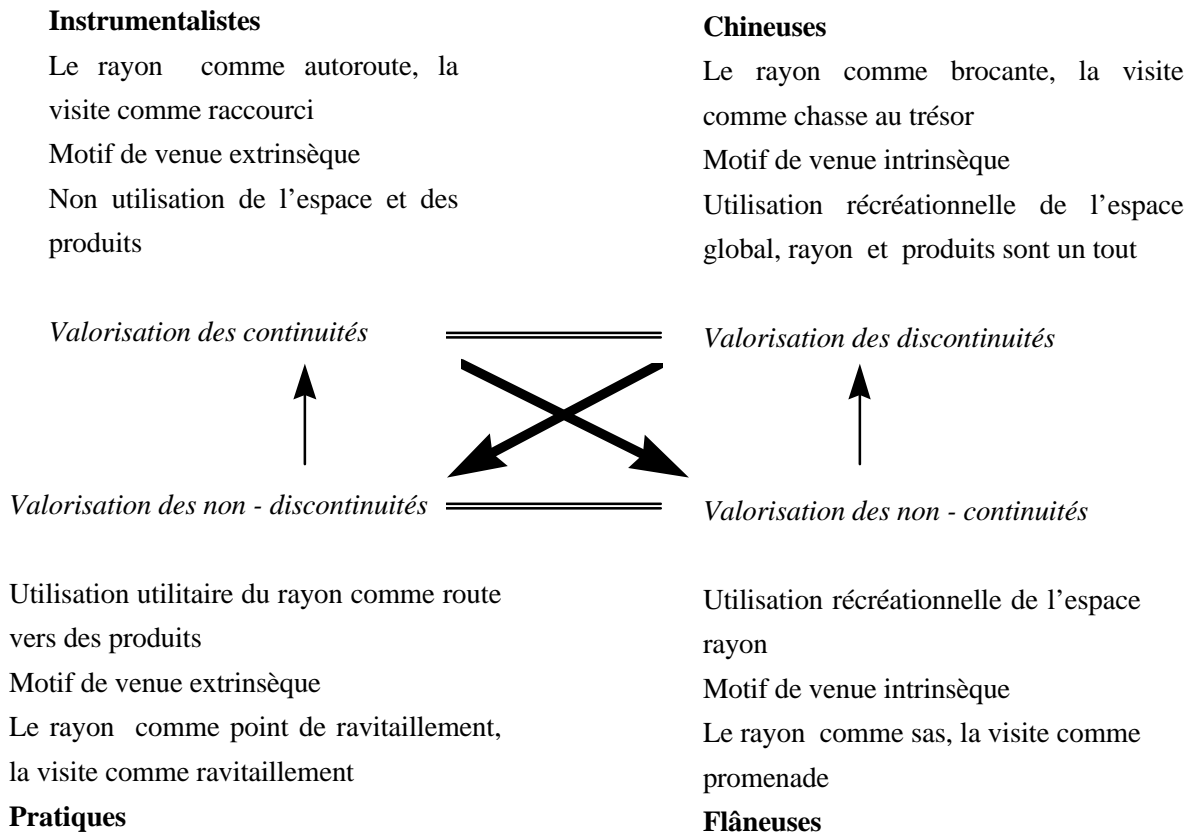 Instrumentalistes
Le rayon comme autoroute, la
visite comme raccourci
Motif de venue extrinsèque
Non utilisation de l’espace et des
produits
Chineuses
Le rayon comme brocante, la visite
comme chasse au trésor
Motif de venue intrinsèque
Utilisation récréationnelle de l’espace
global, rayon et produits sont un tout
Valorisation des continuités
Valorisation des discontinuités
Valorisation des non - discontinuités
Valorisation des non - continuités
Utilisation utilitaire du rayon comme route
vers des produits
Motif de venue extrinsèque
Le rayon comme point de ravitaillement,
la visite comme ravitaillement
Pratiques
Utilisation récréationnelle de l’espace
rayon
Motif de venue intrinsèque
Le rayon comme sas, la visite comme
promenade
Flâneuses